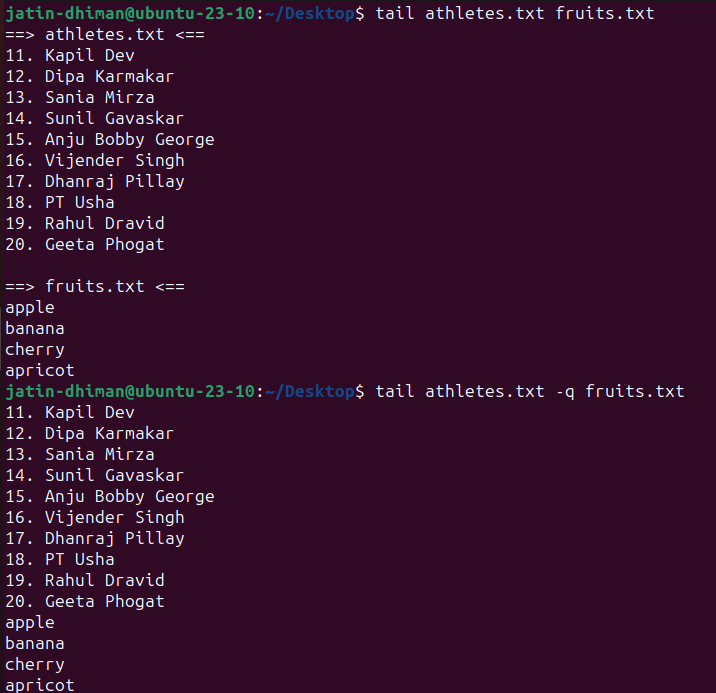 jatin-dhiman@ubuntu-23-10:~/Desktop$ tail athletes.txt fruits.txt
==> athletes.txt <==
11. Kapil Dev
12. Dipa Karmakar
13. Sania Mirza
14. Sunil Gavaskar
15. Anju Bobby George
16. Vijender Singh
17. Dhanraj Pillay
18. PT Usha
19. Rahul Dravid
20. Geeta Phogat

==> fruits.txt <==
apple
banana
cherry
apricot
jatin-dhiman@ubuntu-23-10:~/Desktop$ tail athletes.txt -q fruits.txt
11. Kapil Dev
12. Dipa Karmakar
13. Sania Mirza
14. Sunil Gavaskar
15. Anju Bobby George
16. Vijender Singh
17. Dhanraj Pillay
18. PT Usha
19. Rahul Dravid
20. Geeta Phogat
apple
banana
cherry
apricot